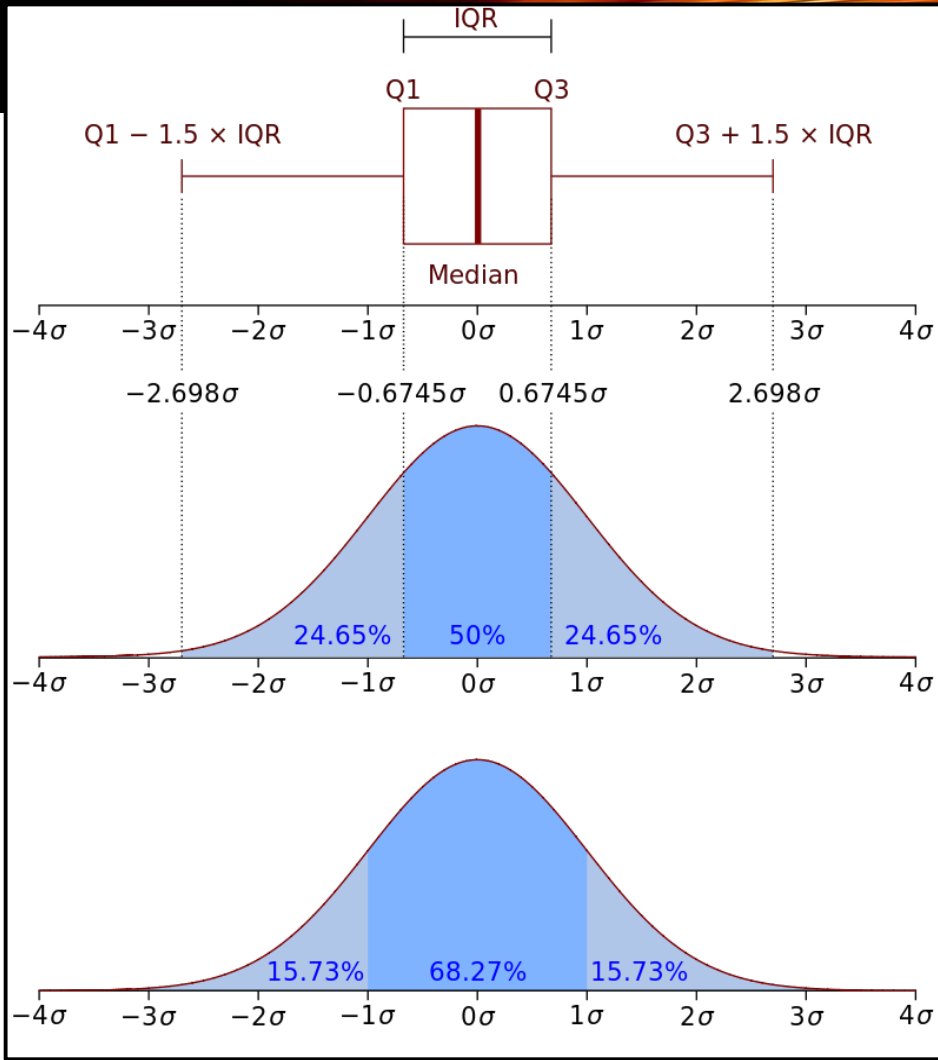 IQR
Q1 Q3
Q1 − 1.5 × IQR Q3 + 1.5 × IQR
Median
−4σ −3σ −2σ −1σ 0σ 1σ 2σ 3σ 4σ
−2.698σ −0.6745σ 0.6745σ 2.698σ
24.65% 50% 24.65%
−4σ −3σ −2σ −1σ 0σ 1σ 2σ 3σ 4σ
15.73% 68.27% 15.73%
−4σ −3σ −2σ −1σ 0σ 1σ 2σ 3σ 4σ